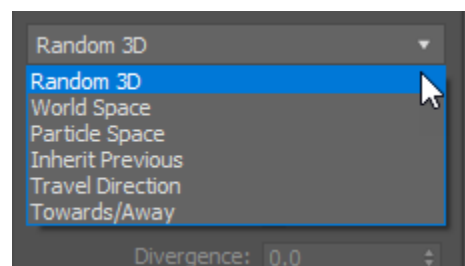 Random 3D
Random 3D
World Space
Particle Space
Inherit Previous
Travel Direction
Towards/Away
Divergence: 0.0